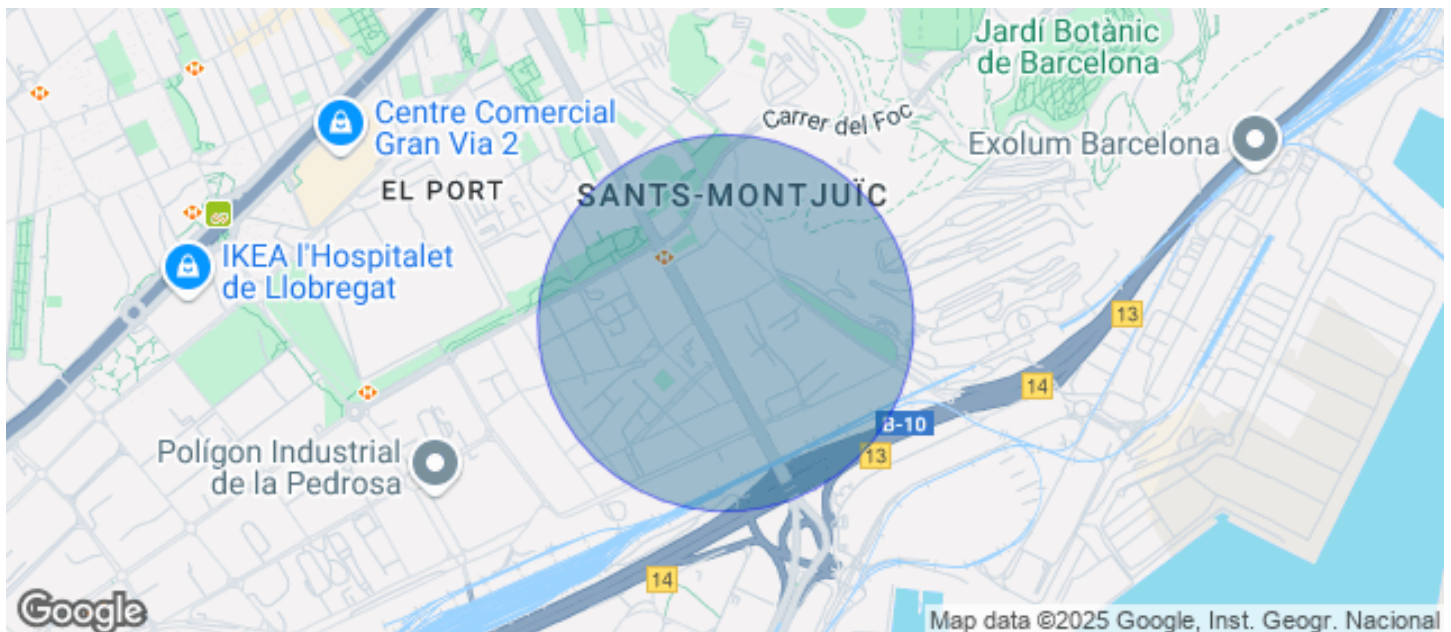 Jardí Botànic
de Barcelona
Centre Comercial
Gran Via 2
Carrer del Foc
Exolum Barcelona
EL PORT
SANTS-MONTJUÏC
IKEA l'Hospitalet
de Llobregat
13
14
B-10
13
Polígon Industrial
de la Pedrosa
14
Google
Map data ©2025 Google, Inst. Geogr. Nacional